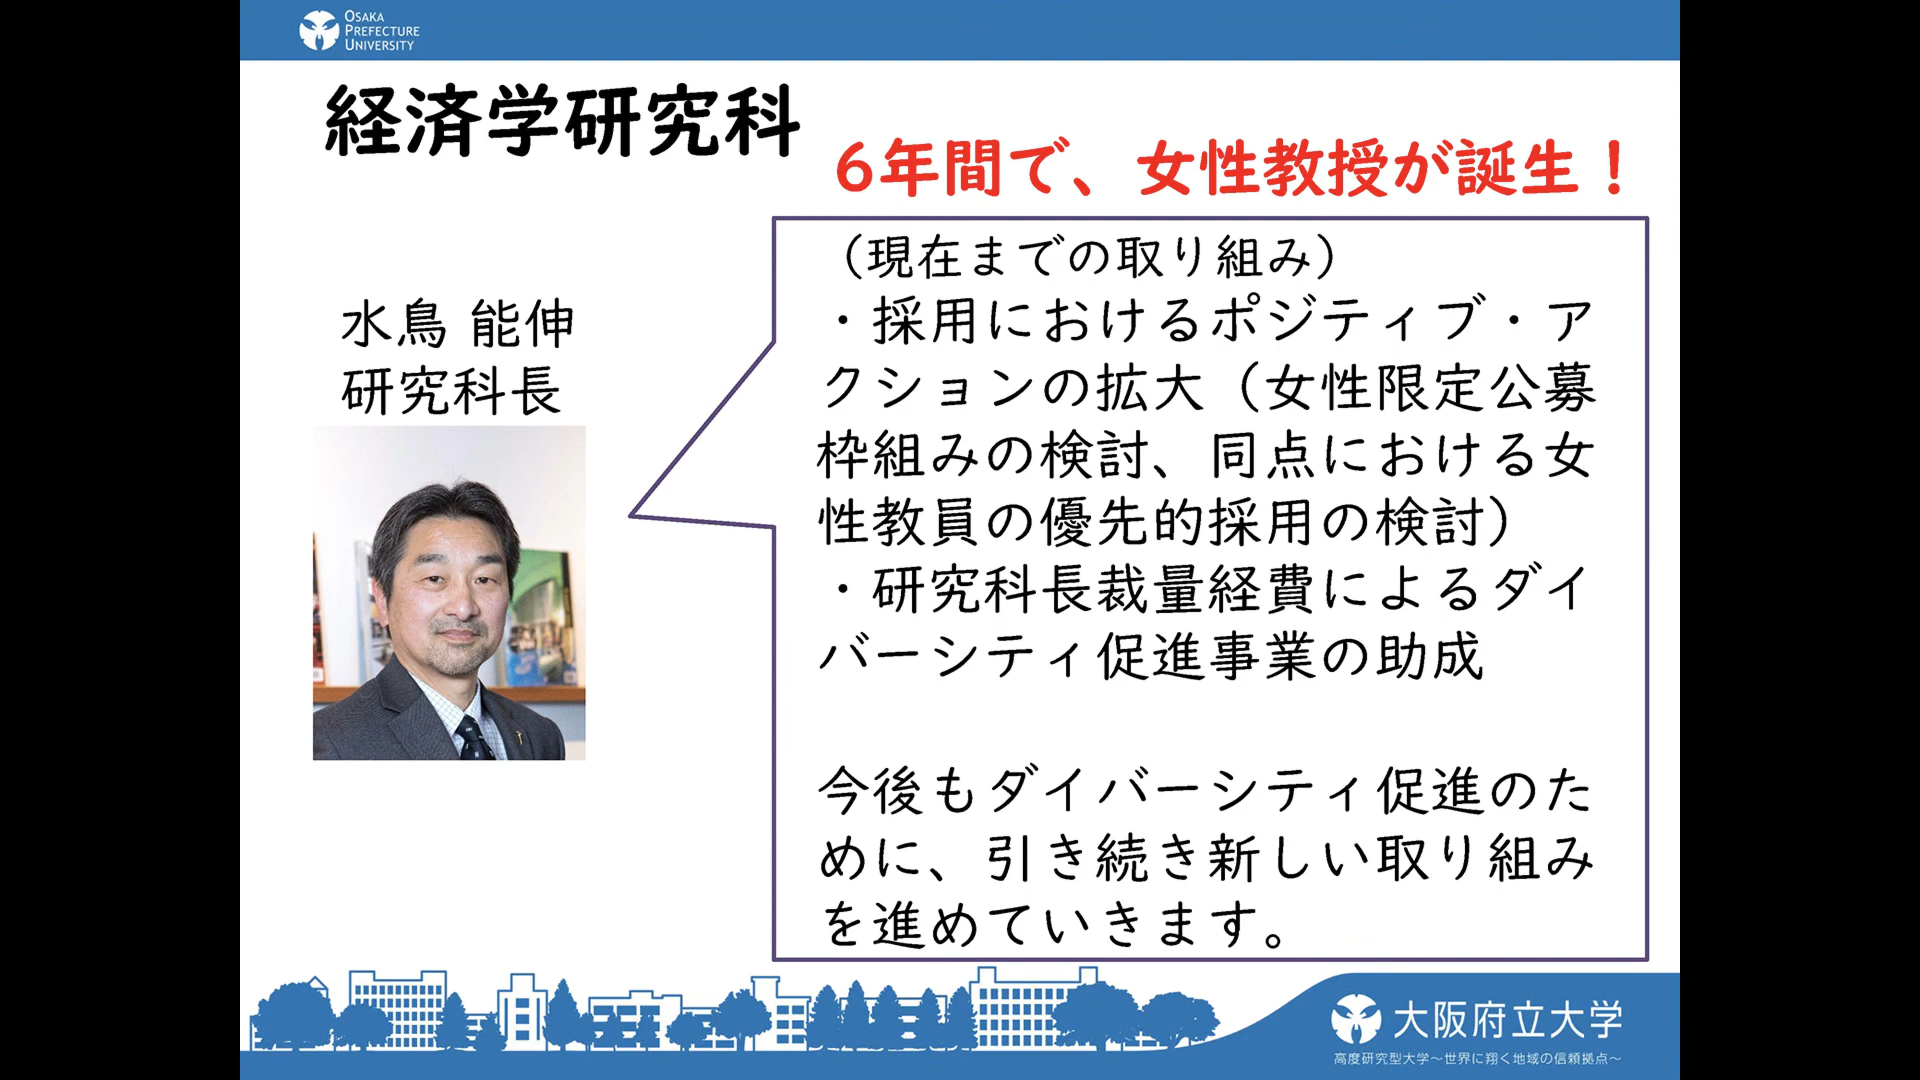 OSAKA
PREFECTURE
UNIVERSITY
経済学研究科
6年間で、女性教授が誕生！
水鳥 能伸
研究科長
（現在までの取り組み）
・採用におけるポジティブ・ア
クションの拡大（女性限定公募
枠組みの検討、同点における女
性教員の優先的採用の検討）
・研究科長裁量経費によるダイ
バーシティ促進事業の助成
今後もダイバーシティ促進のた
めに、引き続き新しい取り組み
を進めていきます。
大阪府立大学
高度研究型大学～世界に翔く地域の信頼拠点～